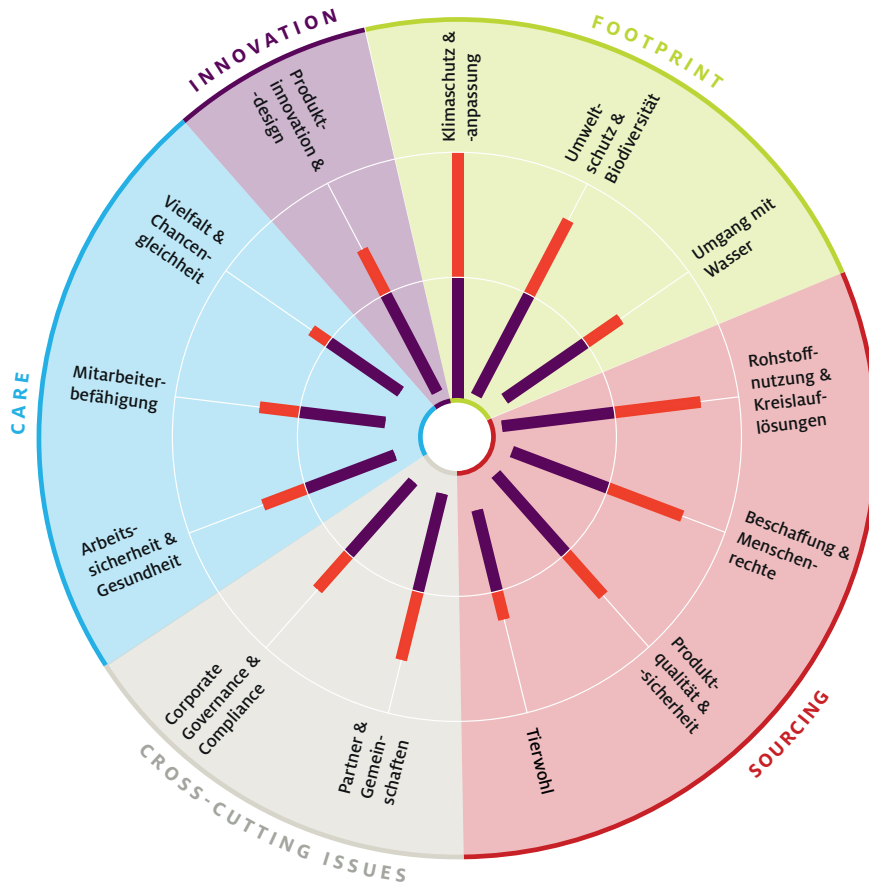 INNOVATION
Produkt-
innovation &
-design
FOOTPRINT
Klimaschutz &
-anpassung
Umwelt-
schutz &
Biodiversität
Umgang mit
Wasser
Rohstoff-
nutzung &
Kreislauf-
lösungen
Beschaffung &
Menschen-
rechte
Produkt-
qualität &
-sicherheit
Tierwohl
SOURCING
Partner &
Gemein-
schaften
Corporate
Governance &
Compliance
CROSS-CUTTING ISSUES
Arbeits-
sicherheit &
Gesundheit
Mitarbeiter-
befähigung
Vielfalt &
Chancen-
gleichheit
CARE